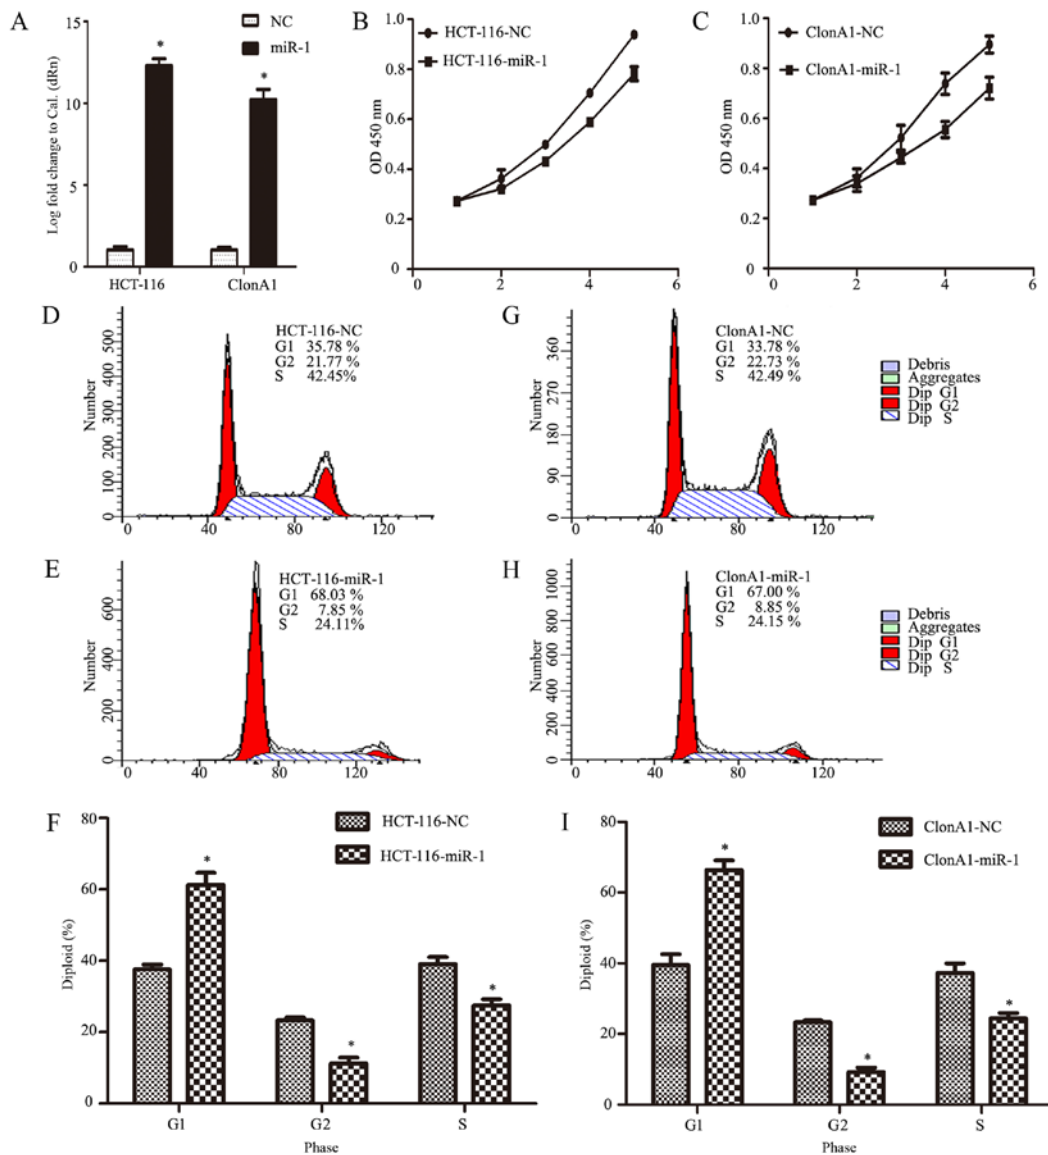 A
NC
miR-1
Log fold change to Cal. (dRn)
15
10
5
0
*
*
HCT-116
ClonA1
B
HCT-116-NC
HCT-116-miR-1
OD 450 nm
1.0
0.8
0.6
0.4
0.2
0
0 2 4 6
C
ClonA1-NC
ClonA1-miR-1
OD 450 nm
1.0
0.8
0.6
0.4
0.2
0
0 2 4 6
D
HCT-116-NC
G1 35.78 %
G2 21.77 %
S 42.45%
Number
500
400
300
200
100
0
0 40 80 120
G
ClonA1-NC
G1 33.78 %
G2 22.73 %
S 42.49 %
Number
360
270
180
90
0
0 40 80 120
Debris
Aggregates
Dip G1
Dip G2
Dip S
E
HCT-116-miR-1
G1 68.03 %
G2 7.85 %
S 24.11%
Number
600
400
200
0
0 40 80 120
H
ClonA1-miR-1
G1 67.00 %
G2 8.85 %
S 24.15 %
Number
1000
800
600
400
200
0
0 40 80 120
Debris
Aggregates
Dip G1
Dip G2
Dip S
F
HCT-116-NC
HCT-116-miR-1
Diploid (%)
80
60
40
20
0
*
*
*
G1 G2 S
Phase
I
ClonA1-NC
ClonA1-miR-1
Diploid (%)
80
60
40
20
0
*
*
*
G1 G2 S
Phase